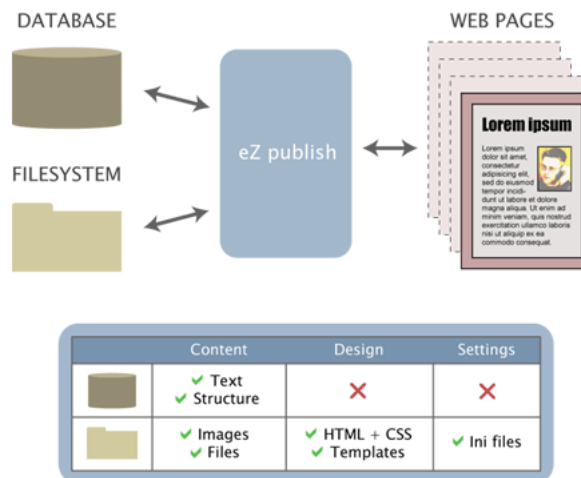 DATABASE
WEB PAGES
eZ publish
FILESYSTEM
Lorem ipsum
Lorem ipsum
dolor sit amet,
consectetur
adipisicing elit,
sed do eiusmod
tempor incidi-
dunt ut labore et dolore
magna aliqua. Ut enim ad
minim veniam, quis nostrud
exercitation ullamco laboris
nisi ut aliquip ex ea
commodo consequat.
Content Design Settings
Text
Structure
Images
Files
HTML + CSS
Templates
Ini files